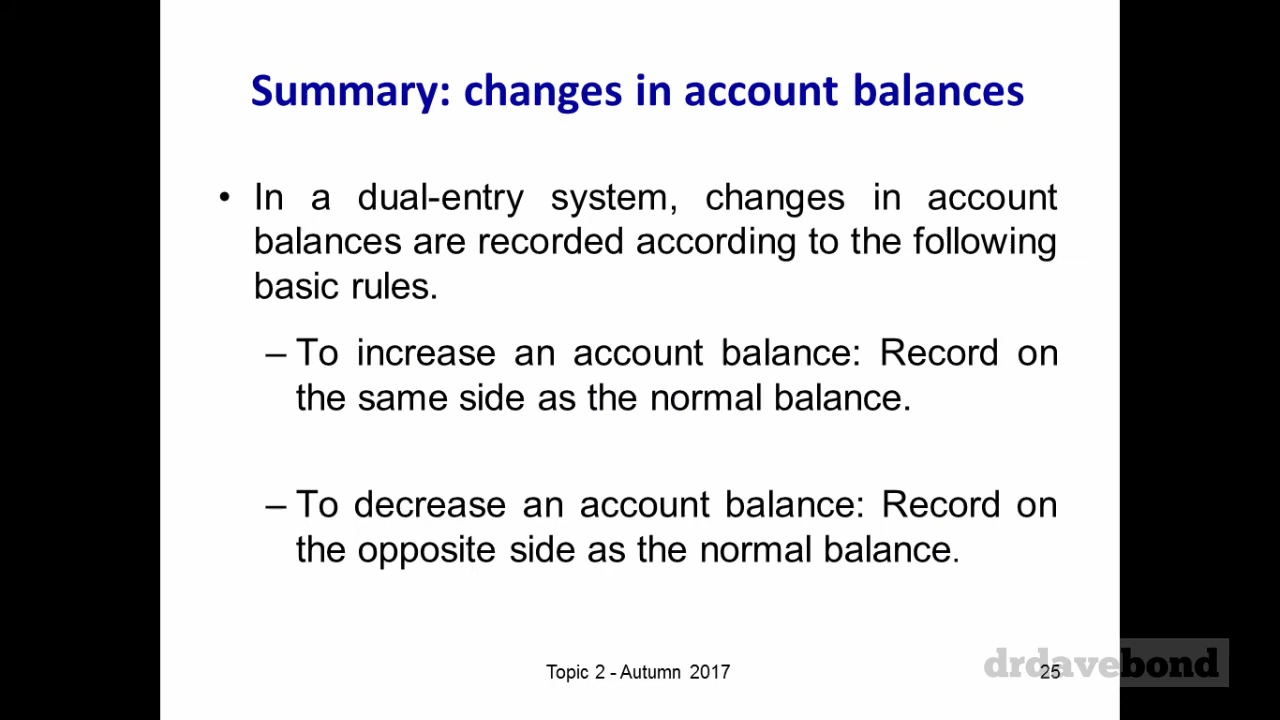 Summary: changes in account balances
• In a dual-entry system, changes in account
balances are recorded according to the following
basic rules.
– To increase an account balance: Record on
the same side as the normal balance.
– To decrease an account balance: Record on
the opposite side as the normal balance.
Topic 2 - Autumn 2017
25
drdavebond